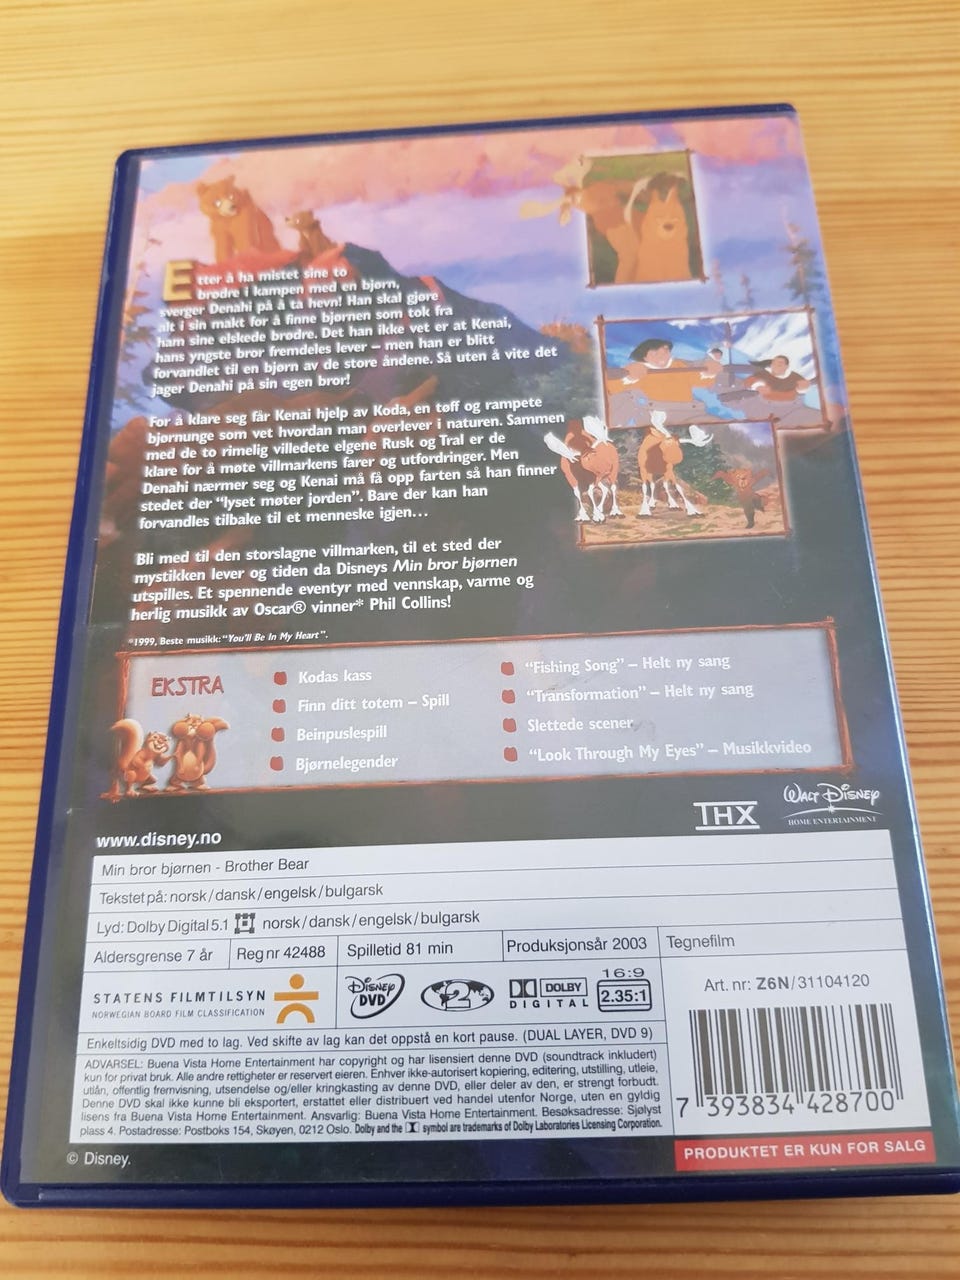 Etter å ha mistet sine to
brødre i kampen med en bjørn,
sverger Denahi på å ta hevn! Han skal gjøre
alt i sin makt for å finne bjørnen som tok fra
ham sine elskede brødre. Det han ikke vet er at Kenai,
hans yngste bror fremdeles lever – men han er blitt
forvandlet til en bjørn av de store åndene. Så uten å vite det
jager Denahi på sin egen bror!
For å klare seg får Kenai hjelp av Koda, en tøff og rampete
bjørnunge som vet hvordan man overlever i naturen. Sammen
med de to rimelig villedete elgene Rusk og Tral er de
klare for å møte villmarkens farer og utfordringer. Men
Denahi nærmer seg og Kenai må få opp farten så han finner
stedet der “lyset møter jorden”. Bare der kan han
forvandles tilbake til et menneske igjen...
Bli med til den storslagne villmarken, til et sted der
mystikken lever og tiden da Disneys Min bror bjørnen
utspilles. Et spennende eventyr med vennskap, varme og
herlig musikk av Oscar® vinner* Phil Collins!
*1999, Beste musikk: “You'll Be In My Heart”.
EKSTRA
Kodas kass
Finn ditt totem – Spill
Beinpuslespill
Bjørnelegender
“Fishing Song” – Helt ny sang
“Transformation” – Helt ny sang
Slettede scener
“Look Through My Eyes” – Musikkvideo
THX
WALT DISNEY
HOME ENTERTAINMENT
www.disney.no
Min bror bjørnen - Brother Bear
Tekstet på: norsk/dansk/engelsk/bulgarsk
Lyd: Dolby Digital 5.1 norsk/dansk/engelsk/bulgarsk
Aldersgrense 7 år Reg nr 42488 Spilletid 81 min Produksjonsår 2003 Tegnefilm
STATENS FILMTILSYN
NORWEGIAN BOARD FILM CLASSIFICATION
DISNEY
DVD
2
DOLBY
DIGITAL
16:9
2.35:1
Art. nr: Z6N/31104120
Enkeltsidig DVD med to lag. Ved skifte av lag kan det oppstå en kort pause. (DUAL LAYER, DVD 9)
ADVARSEL: Buena Vista Home Entertainment har copyright og har lisensiert denne DVD (soundtrack inkludert)
kun for privat bruk. Alle andre rettigheter er reservert eieren. Enhver ikke-autorisert kopiering, editering, utstilling, utleie,
utlån, offentlig fremvisning, utsendelse og/eller kringkasting av denne DVD, eller deler av den, er strengt forbudt.
Denne DVD skal ikke kunne bli eksportert, erstattet eller distribuert ved handel utenfor Norge, uten en gyldig
lisens fra Buena Vista Home Entertainment. Ansvarlig: Buena Vista Home Entertainment. Besøksadresse: Sjølyst
plass 4. Postadresse: Postboks 154, Skøyen, 0212 Oslo. Dolby and the symbol are trademarks of Dolby Laboratories Licensing Corporation.
7 393834 428700
© Disney.
PRODUKTET ER KUN FOR SALG